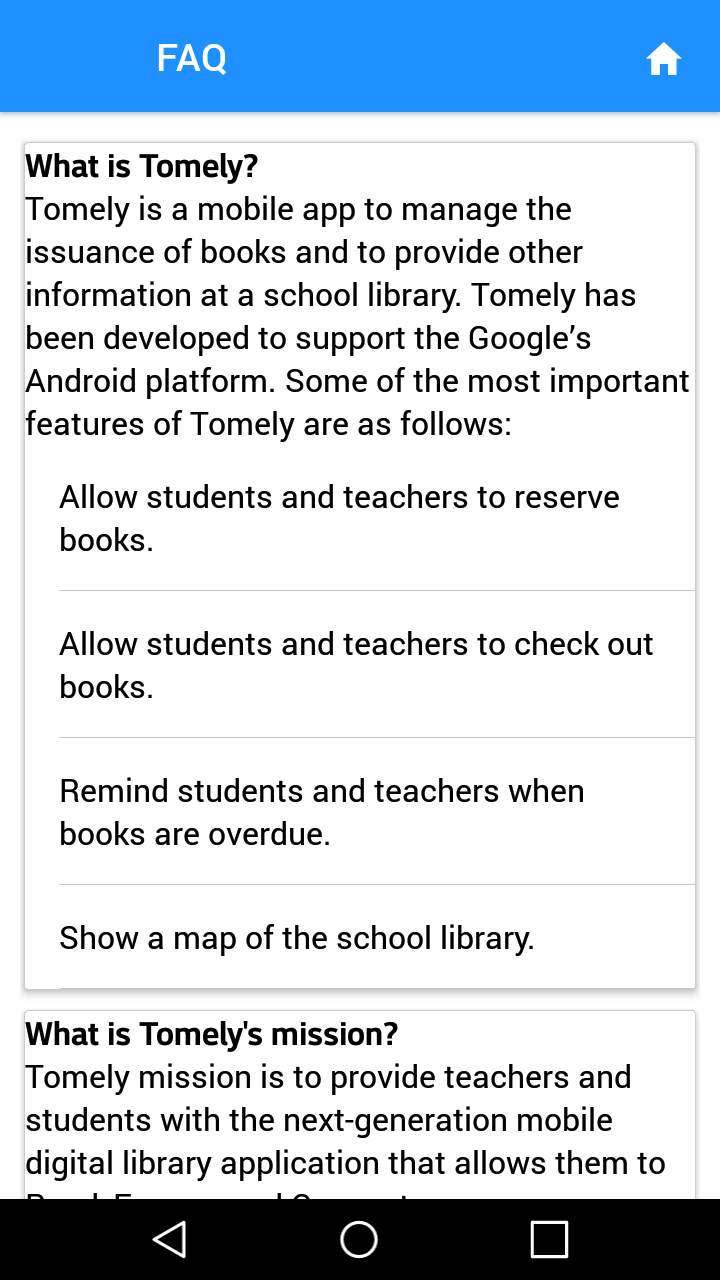 FAQ
What is Tomely?
Tomely is a mobile app to manage the
issuance of books and to provide other
information at a school library. Tomely has
been developed to support the Google’s
Android platform. Some of the most important
features of Tomely are as follows:
Allow students and teachers to reserve
books.
Allow students and teachers to check out
books.
Remind students and teachers when
books are overdue.
Show a map of the school library.
What is Tomely's mission?
Tomely mission is to provide teachers and
students with the next-generation mobile
digital library application that allows them to